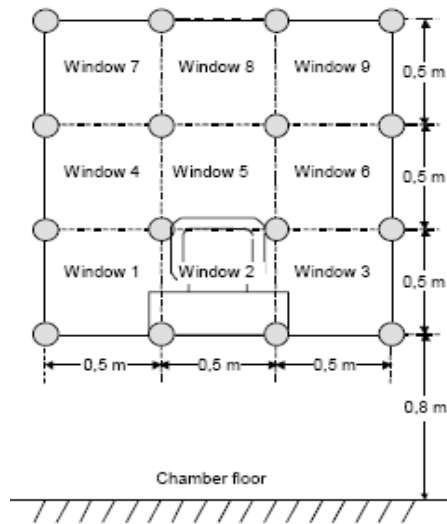 Window 7 Window 8 Window 9
0,5 m
Window 4 Window 5 Window 6
0,5 m
Window 1 Window 2 Window 3
0,5 m
0,5 m 0,5 m 0,5 m
0,8 m
Chamber floor